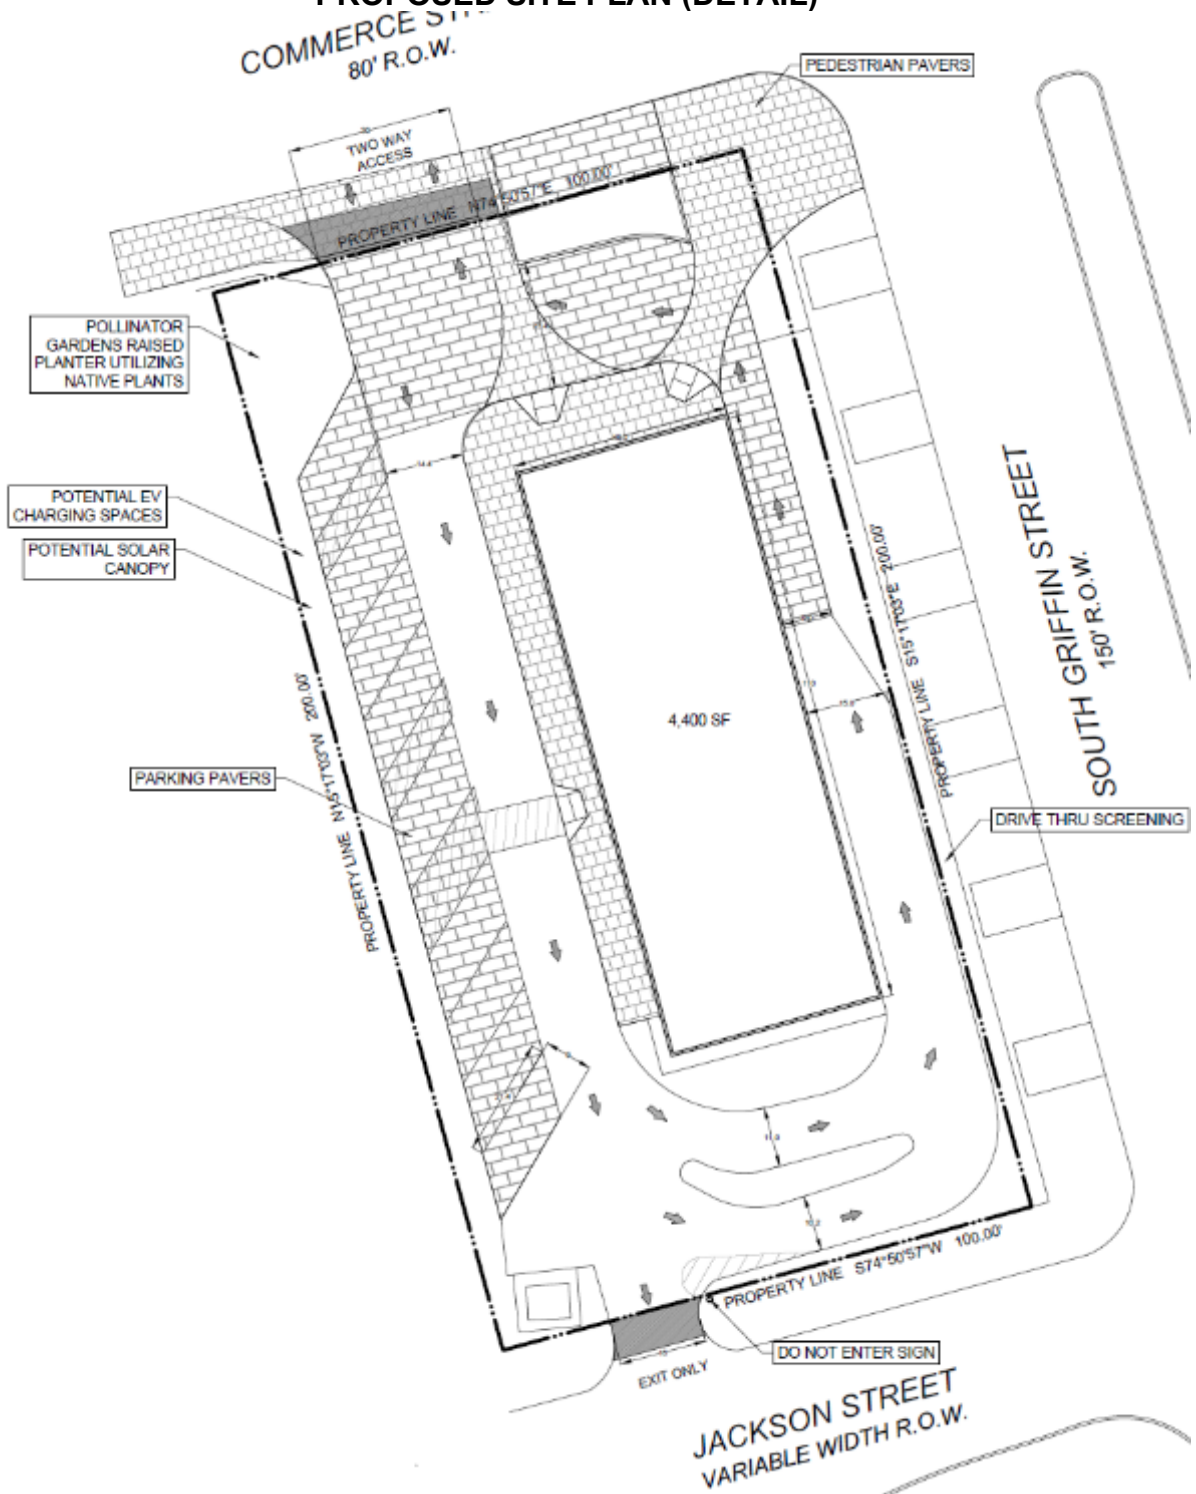 PROPOSED SITE PLAN (DETAIL)
COMMERCE
80' R.O.W.
PEDESTRIAN PAVERS
TWO WAY
ACCESS
PROPERTY LINE N74°50'57"E 100.00'
POLLINATOR
GARDENS RAISED
PLANTER UTILIZING
NATIVE PLANTS
POTENTIAL EV
CHARGING SPACES
POTENTIAL SOLAR
CANOPY
SOUTH GRIFFIN STREET
150' R.O.W.
PROPERTY LINE S15°17'03"E 200.00'
4,400 SF
PROPERTY LINE N15°17'03"W 200.00'
PARKING PAVERS
DRIVE THRU SCREENING
PROPERTY LINE S74°50'57"W 100.00'
DO NOT ENTER SIGN
EXIT ONLY
JACKSON STREET
VARIABLE WIDTH R.O.W.